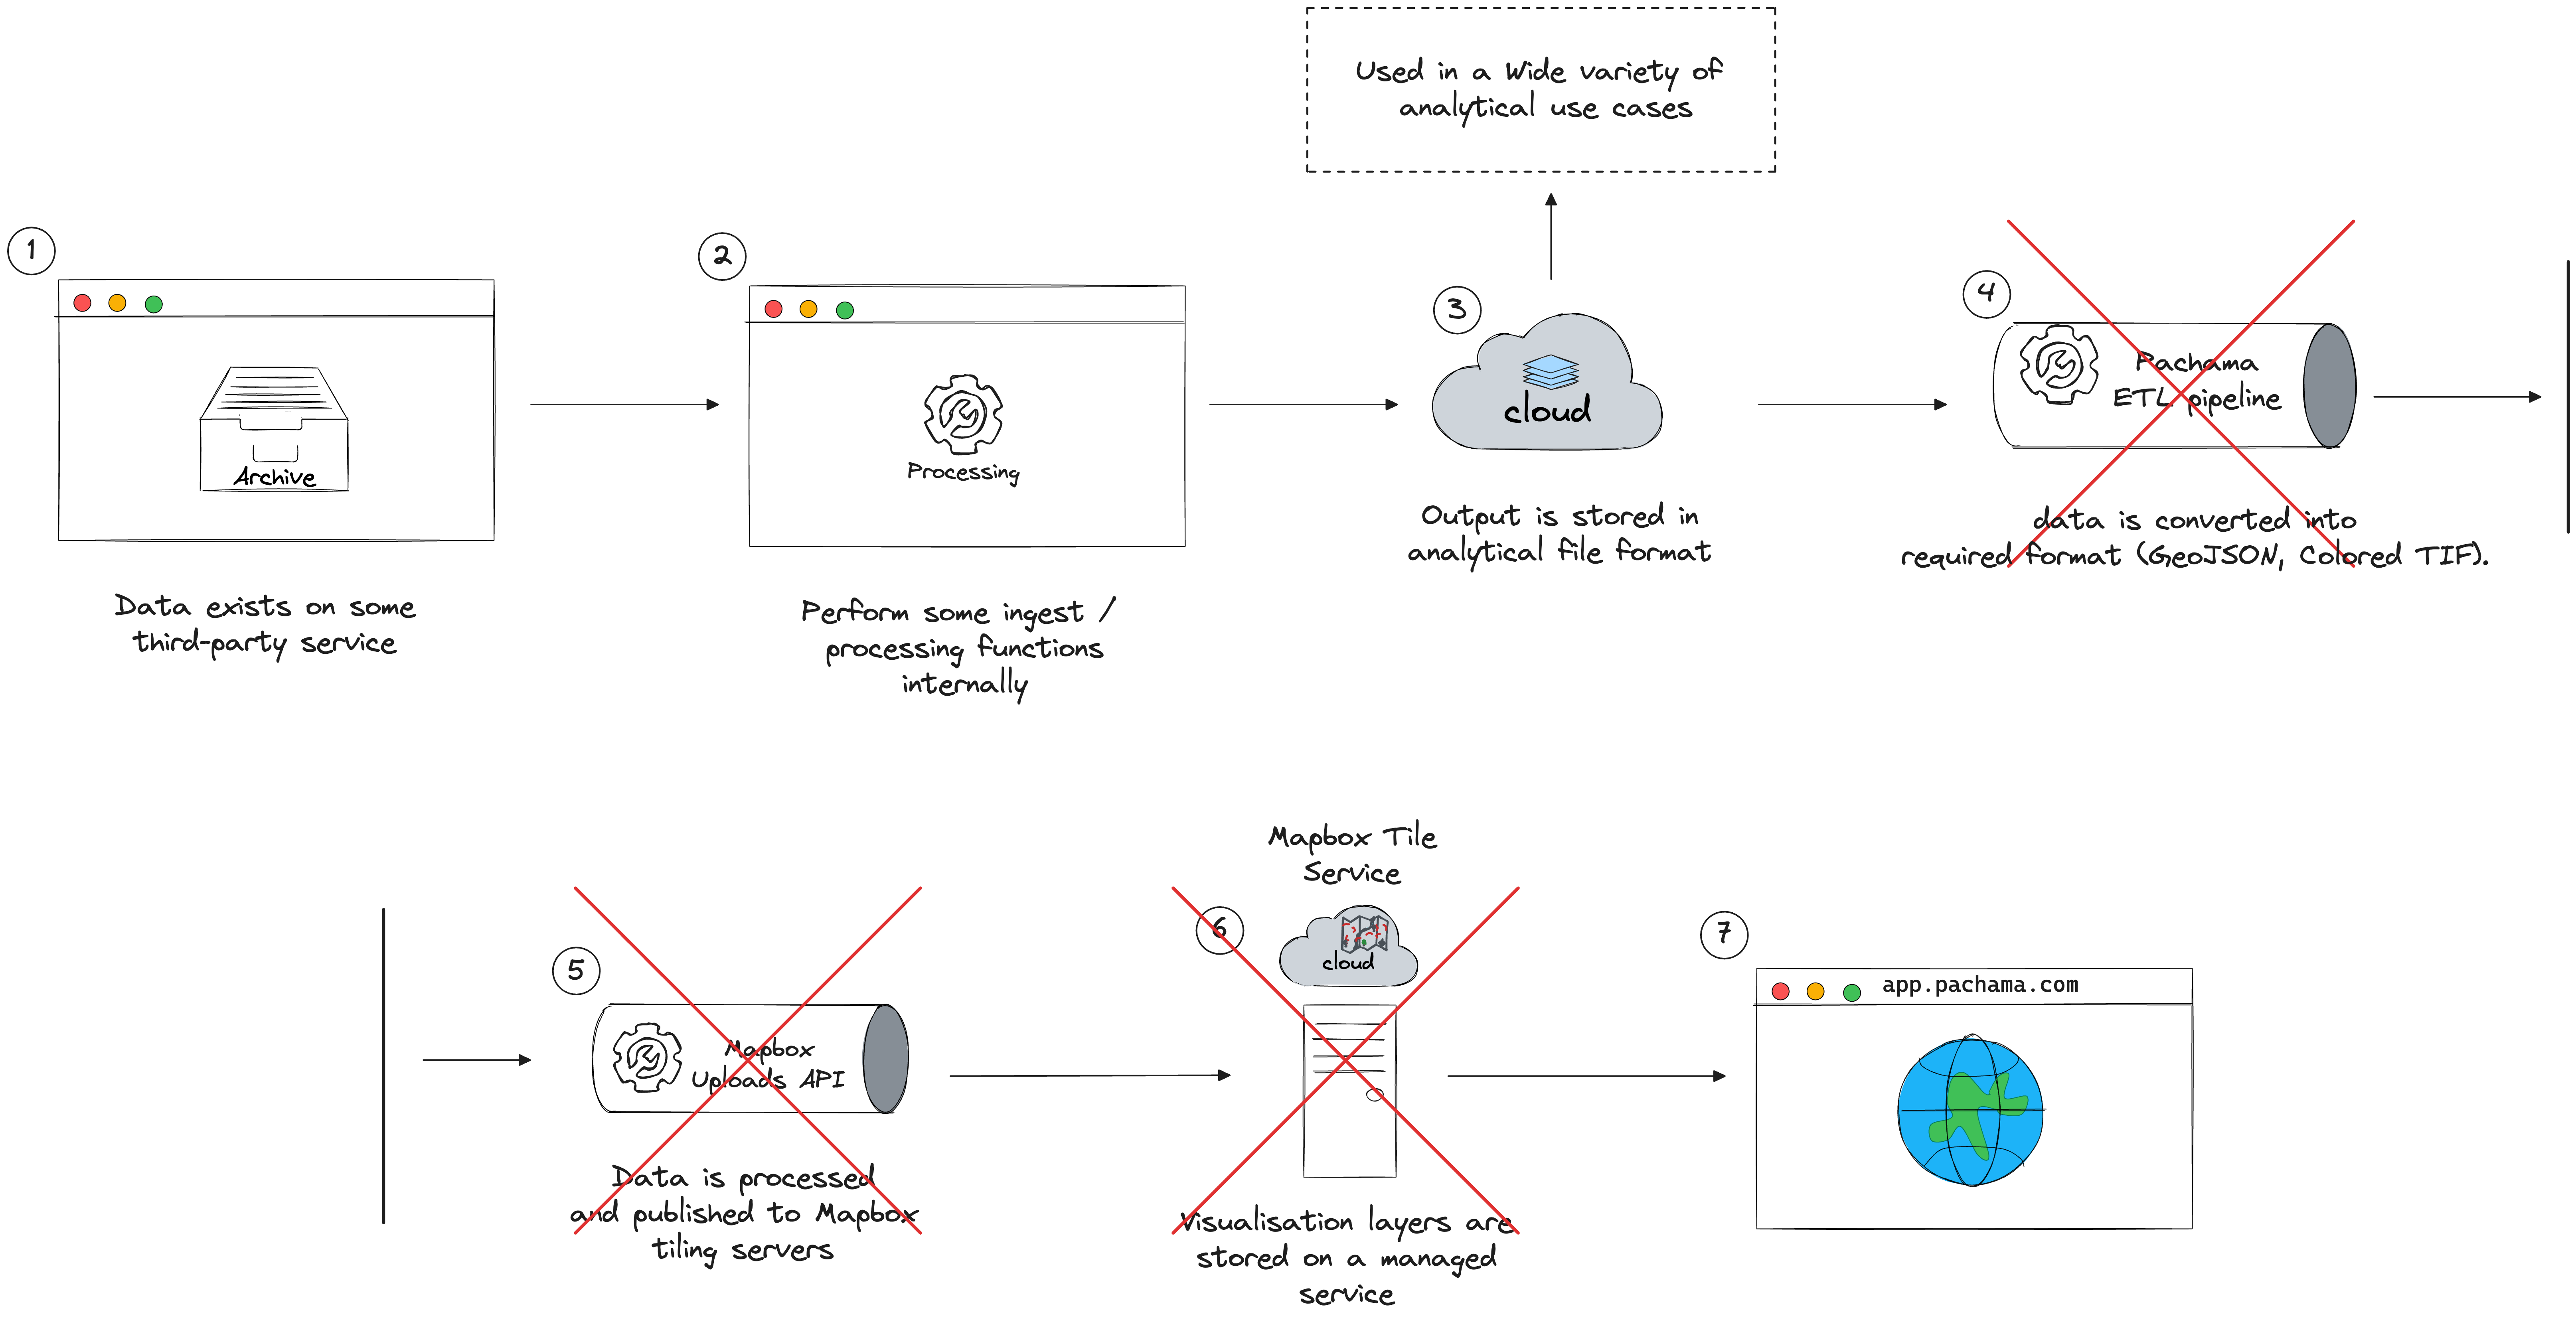 Used in a Wide variety of
analytical use cases
1
Archive
Data exists on some
third-party service
2
Processing
Perform some ingest /
processing functions
internally
3
cloud
Output is stored in
analytical file format
4
Pachama
ETL pipeline
data is converted into
required format (GeoJSON, Colored TIF).
5
Mapbox
Uploads API
Data is processed
and published to Mapbox
tiling servers
Mapbox Tile
Service
6
cloud
Visualisation layers are
stored on a managed
service
7
app.pachama.com